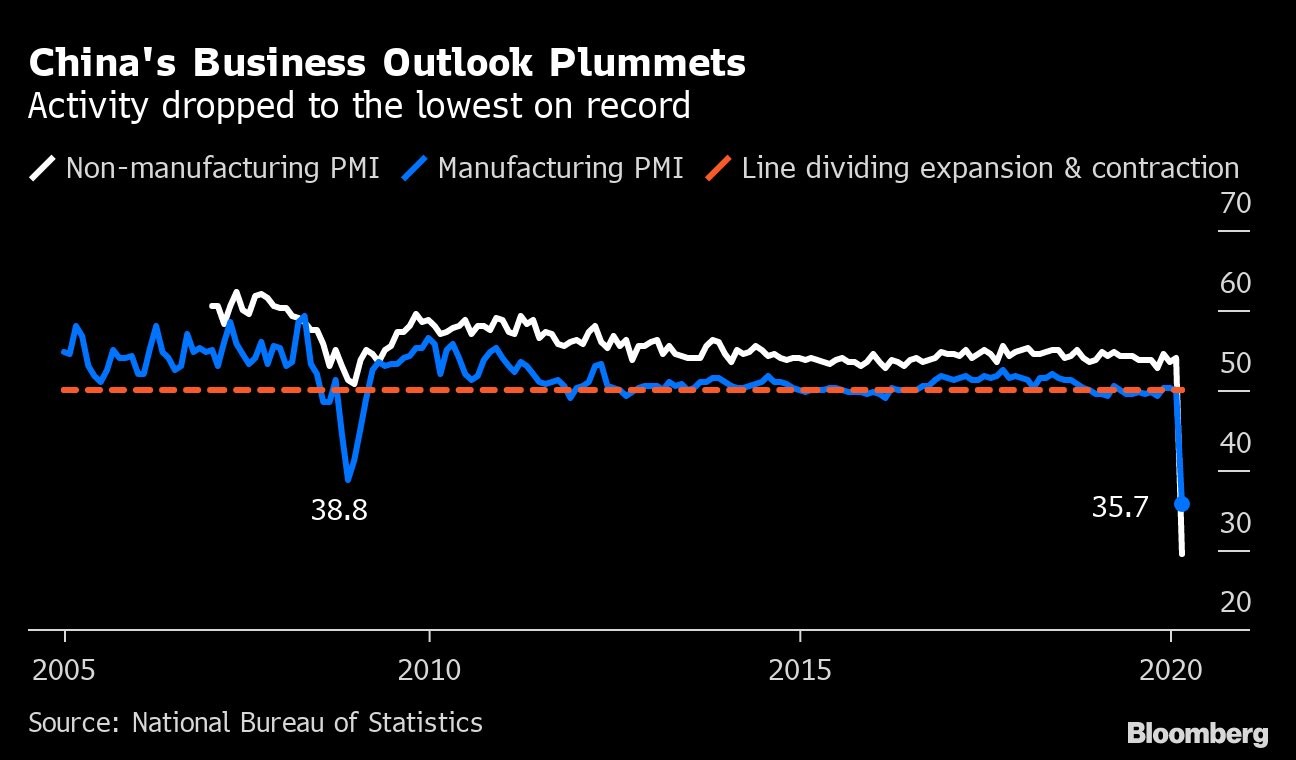 China's Business Outlook Plummets
Activity dropped to the lowest on record
Non-manufacturing PMI Manufacturing PMI Line dividing expansion & contraction
70
60
50
40
38.8
35.7
30
20
2005 2010 2015 2020
Source: National Bureau of Statistics
Bloomberg